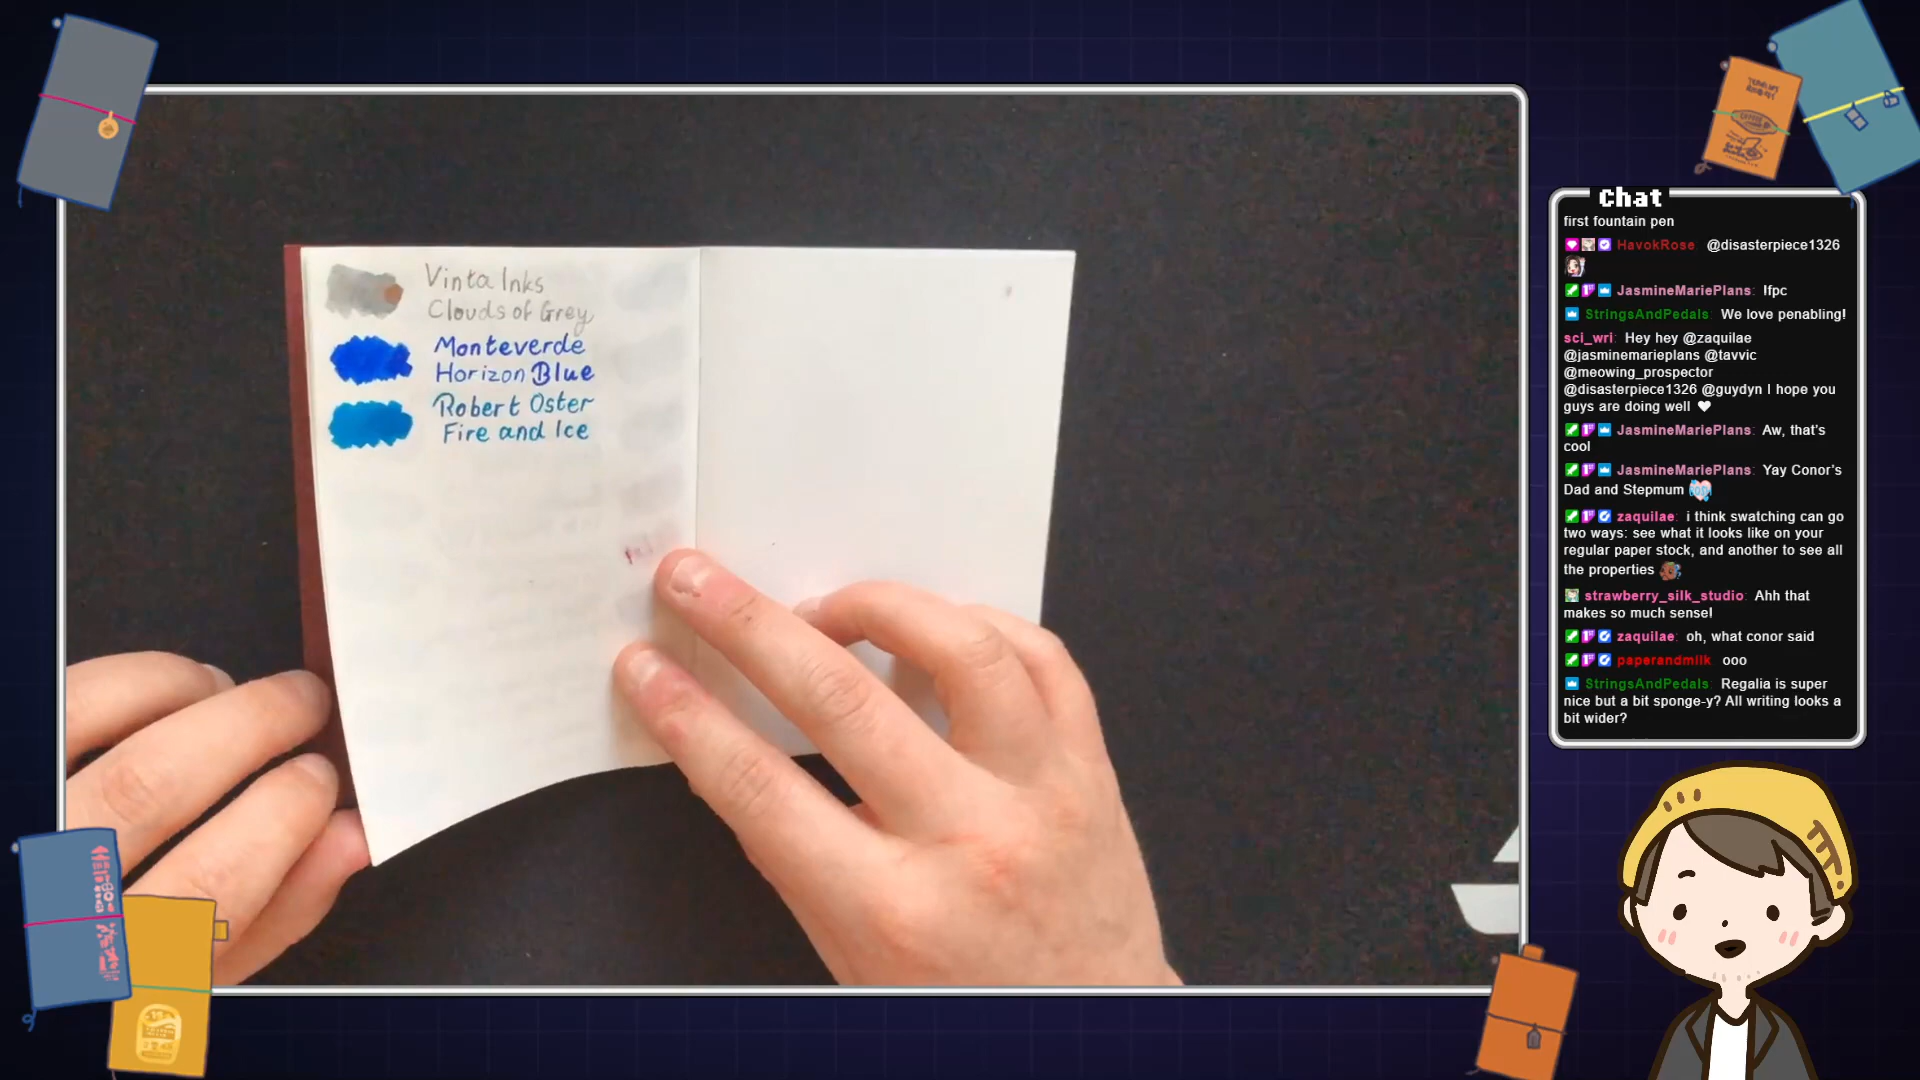 Vinta Inks
Clouds of Grey
Monteverde
Horizon Blue
Robert Oster
Fire and Ice
Chat
first fountain pen
HavokRose: @disasterpiece1326
JasmineMariePlans: lfpc
StringsAndPedals: We love penabling!
sci_wri: Hey hey @zaquilae
@jasminemarieplans @tavvic
@meowing_prospector
@disasterpiece1326 @guydyn I hope you
guys are doing well ♥
JasmineMariePlans: Aw, that's
cool
JasmineMariePlans: Yay Conor's
Dad and Stepmum
zaquilae: i think swatching can go
two ways: see what it looks like on your
regular paper stock, and another to see all
the properties
strawberry_silk_studio: Ahh that
makes so much sense!
zaquilae: oh, what conor said
paperandmilk: ooo
StringsAndPedals: Regalia is super
nice but a bit sponge-y? All writing looks a
bit wider?